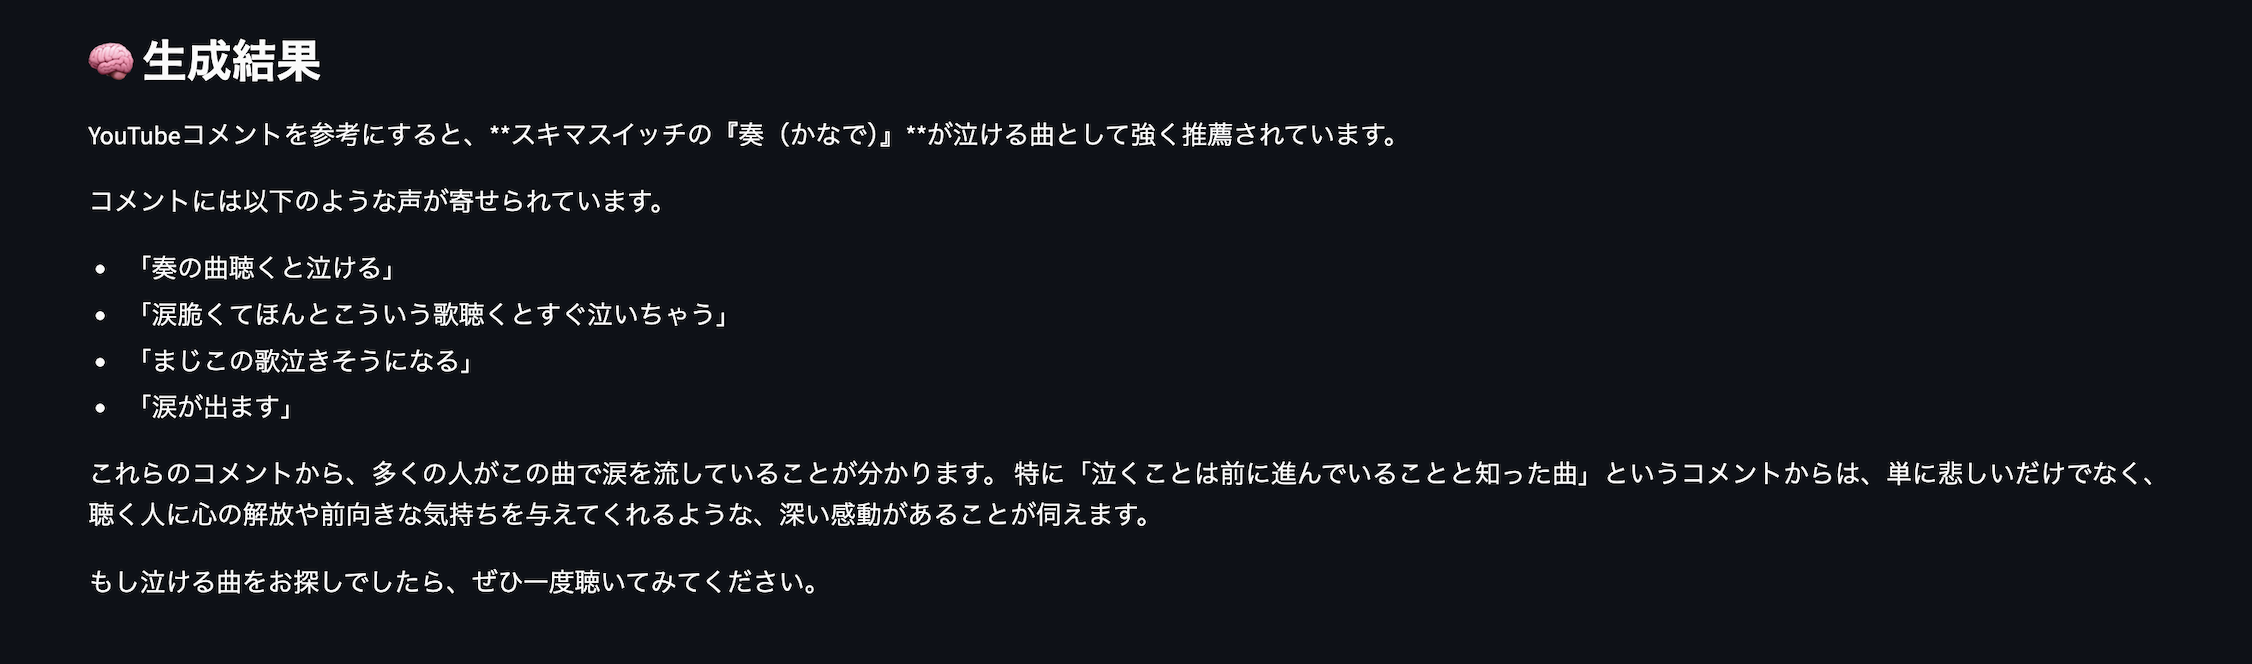 🧠 生成結果
YouTubeコメントを参考にすると、**スキマスイッチの『奏（かなで）』**が泣ける曲として強く推薦されています。
コメントには以下のような声が寄せられています。
• 「奏の曲聴くと泣ける」
• 「涙脆くてほんとこういう歌聴くとすぐ泣いちゃう」
• 「まじこの歌泣きそうになる」
• 「涙が出ます」
これらのコメントから、多くの人がこの曲で涙を流していることが分かります。 特に「泣くことは前に進んでいることと知った曲」というコメントからは、単に悲しいだけでなく、
聴く人に心の解放や前向きな気持ちを与えてくれるような、深い感動があることが伺えます。
もし泣ける曲をお探しでしたら、ぜひ一度聴いてみてください。